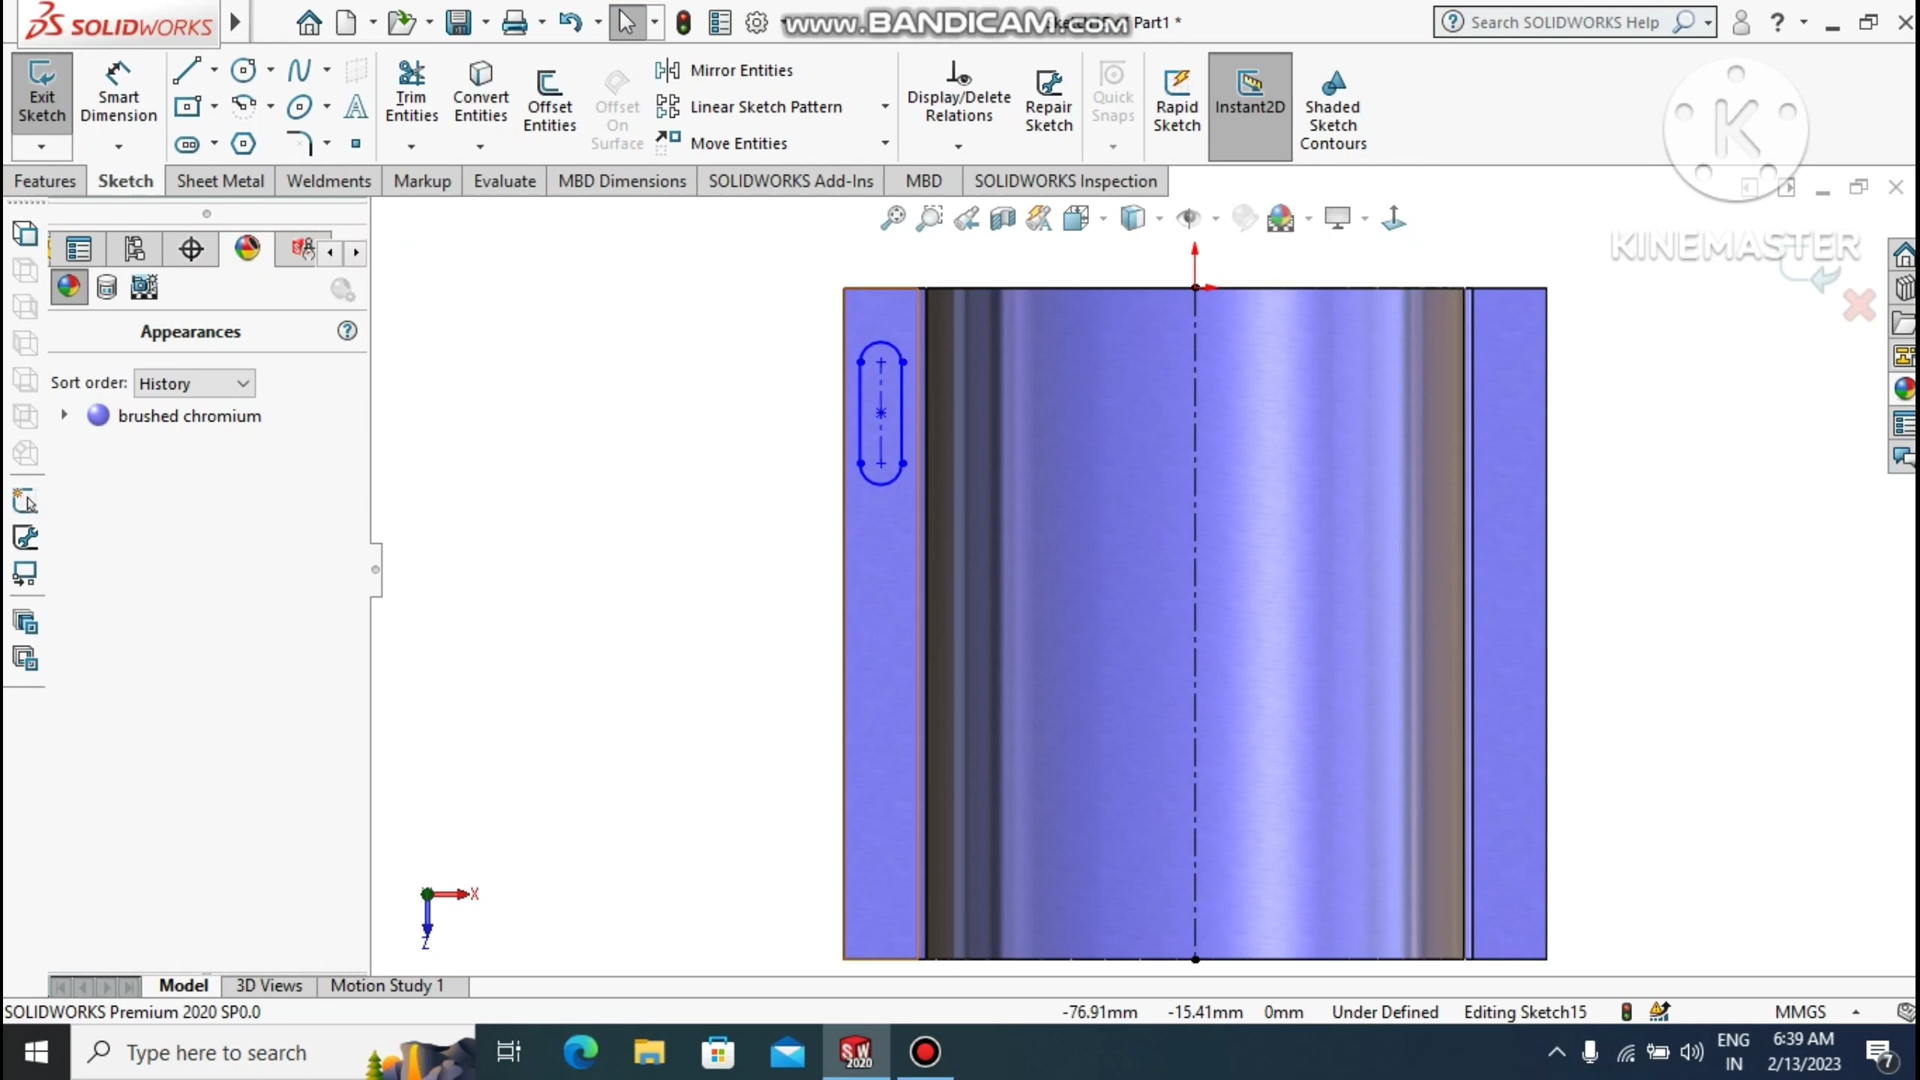 SOLIDWORKS
www.BANDICAM.com
Part1 *
Search SOLIDWORKS Help
Exit Sketch
Smart Dimension
Trim Entities
Convert Entities
Offset Entities
Offset On Surface
Mirror Entities
Linear Sketch Pattern
Move Entities
Display/Delete Relations
Repair Sketch
Quick Snaps
Rapid Sketch
Instant2D
Shaded Sketch Contours
K
KINEMASTER
Features
Sketch
Sheet Metal
Weldments
Markup
Evaluate
MBD Dimensions
SOLIDWORKS Add-Ins
MBD
SOLIDWORKS Inspection
Appearances
Sort order:
History
brushed chromium
X
Z
Model
3D Views
Motion Study 1
SOLIDWORKS Premium 2020 SP0.0
-76.91mm
-15.41mm
0mm
Under Defined
Editing Sketch15
MMGS
Type here to search
SW
2020
ENG
IN
6:39 AM
2/13/2023
7